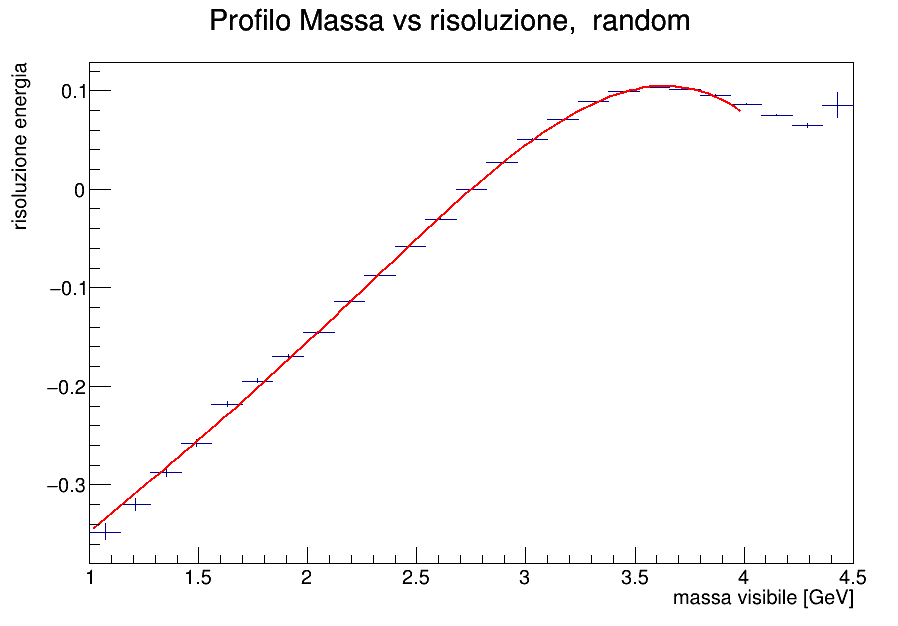 Profilo Massa vs risoluzione,  random
risoluzione energia
0.1
0
−0.1
−0.2
−0.3
1 1.5 2 2.5 3 3.5 4 4.5
massa visibile [GeV]